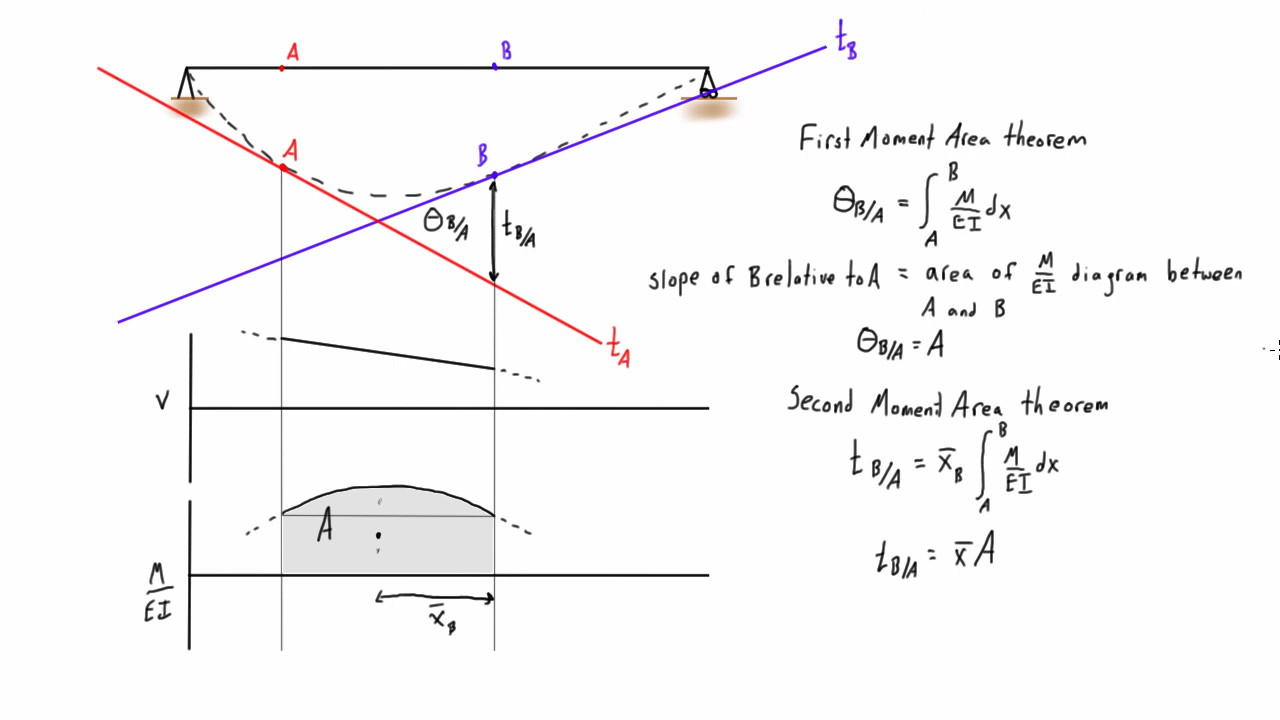 A
B
t_B
A
B
θ_B/A
t_B/A
t_A
V
A
M/EI
x̄_B
First Moment Area theorem
θ_B/A = ∫_A^B M/EI dx
slope of B relative to A = area of M/EI diagram between
A and B
θ_B/A = A
Second Moment Area theorem
t_B/A = x̄_B ∫_A^B M/EI dx
t_B/A = x̄ A